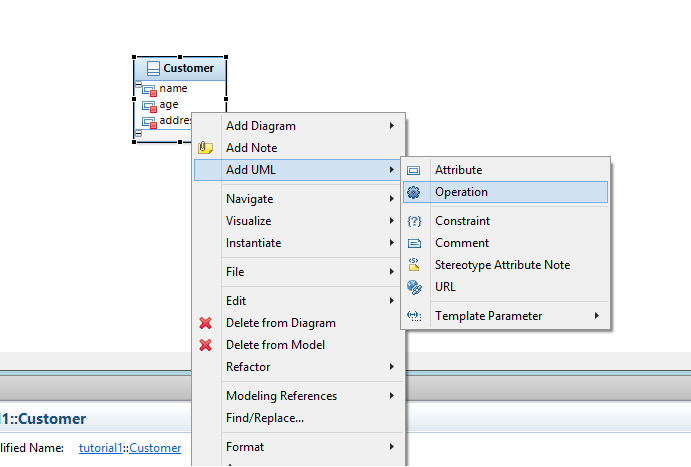 Customer
name
age
addres
Add Diagram
Add Note
Add UML
Navigate
Visualize
Instantiate
File
Edit
Delete from Diagram
Delete from Model
Refactor
Modeling References
Find/Replace...
Format
Attribute
Operation
{?} Constraint
Comment
Stereotype Attribute Note
URL
Template Parameter
l1::Customer
lified Name: tutorial1::Customer